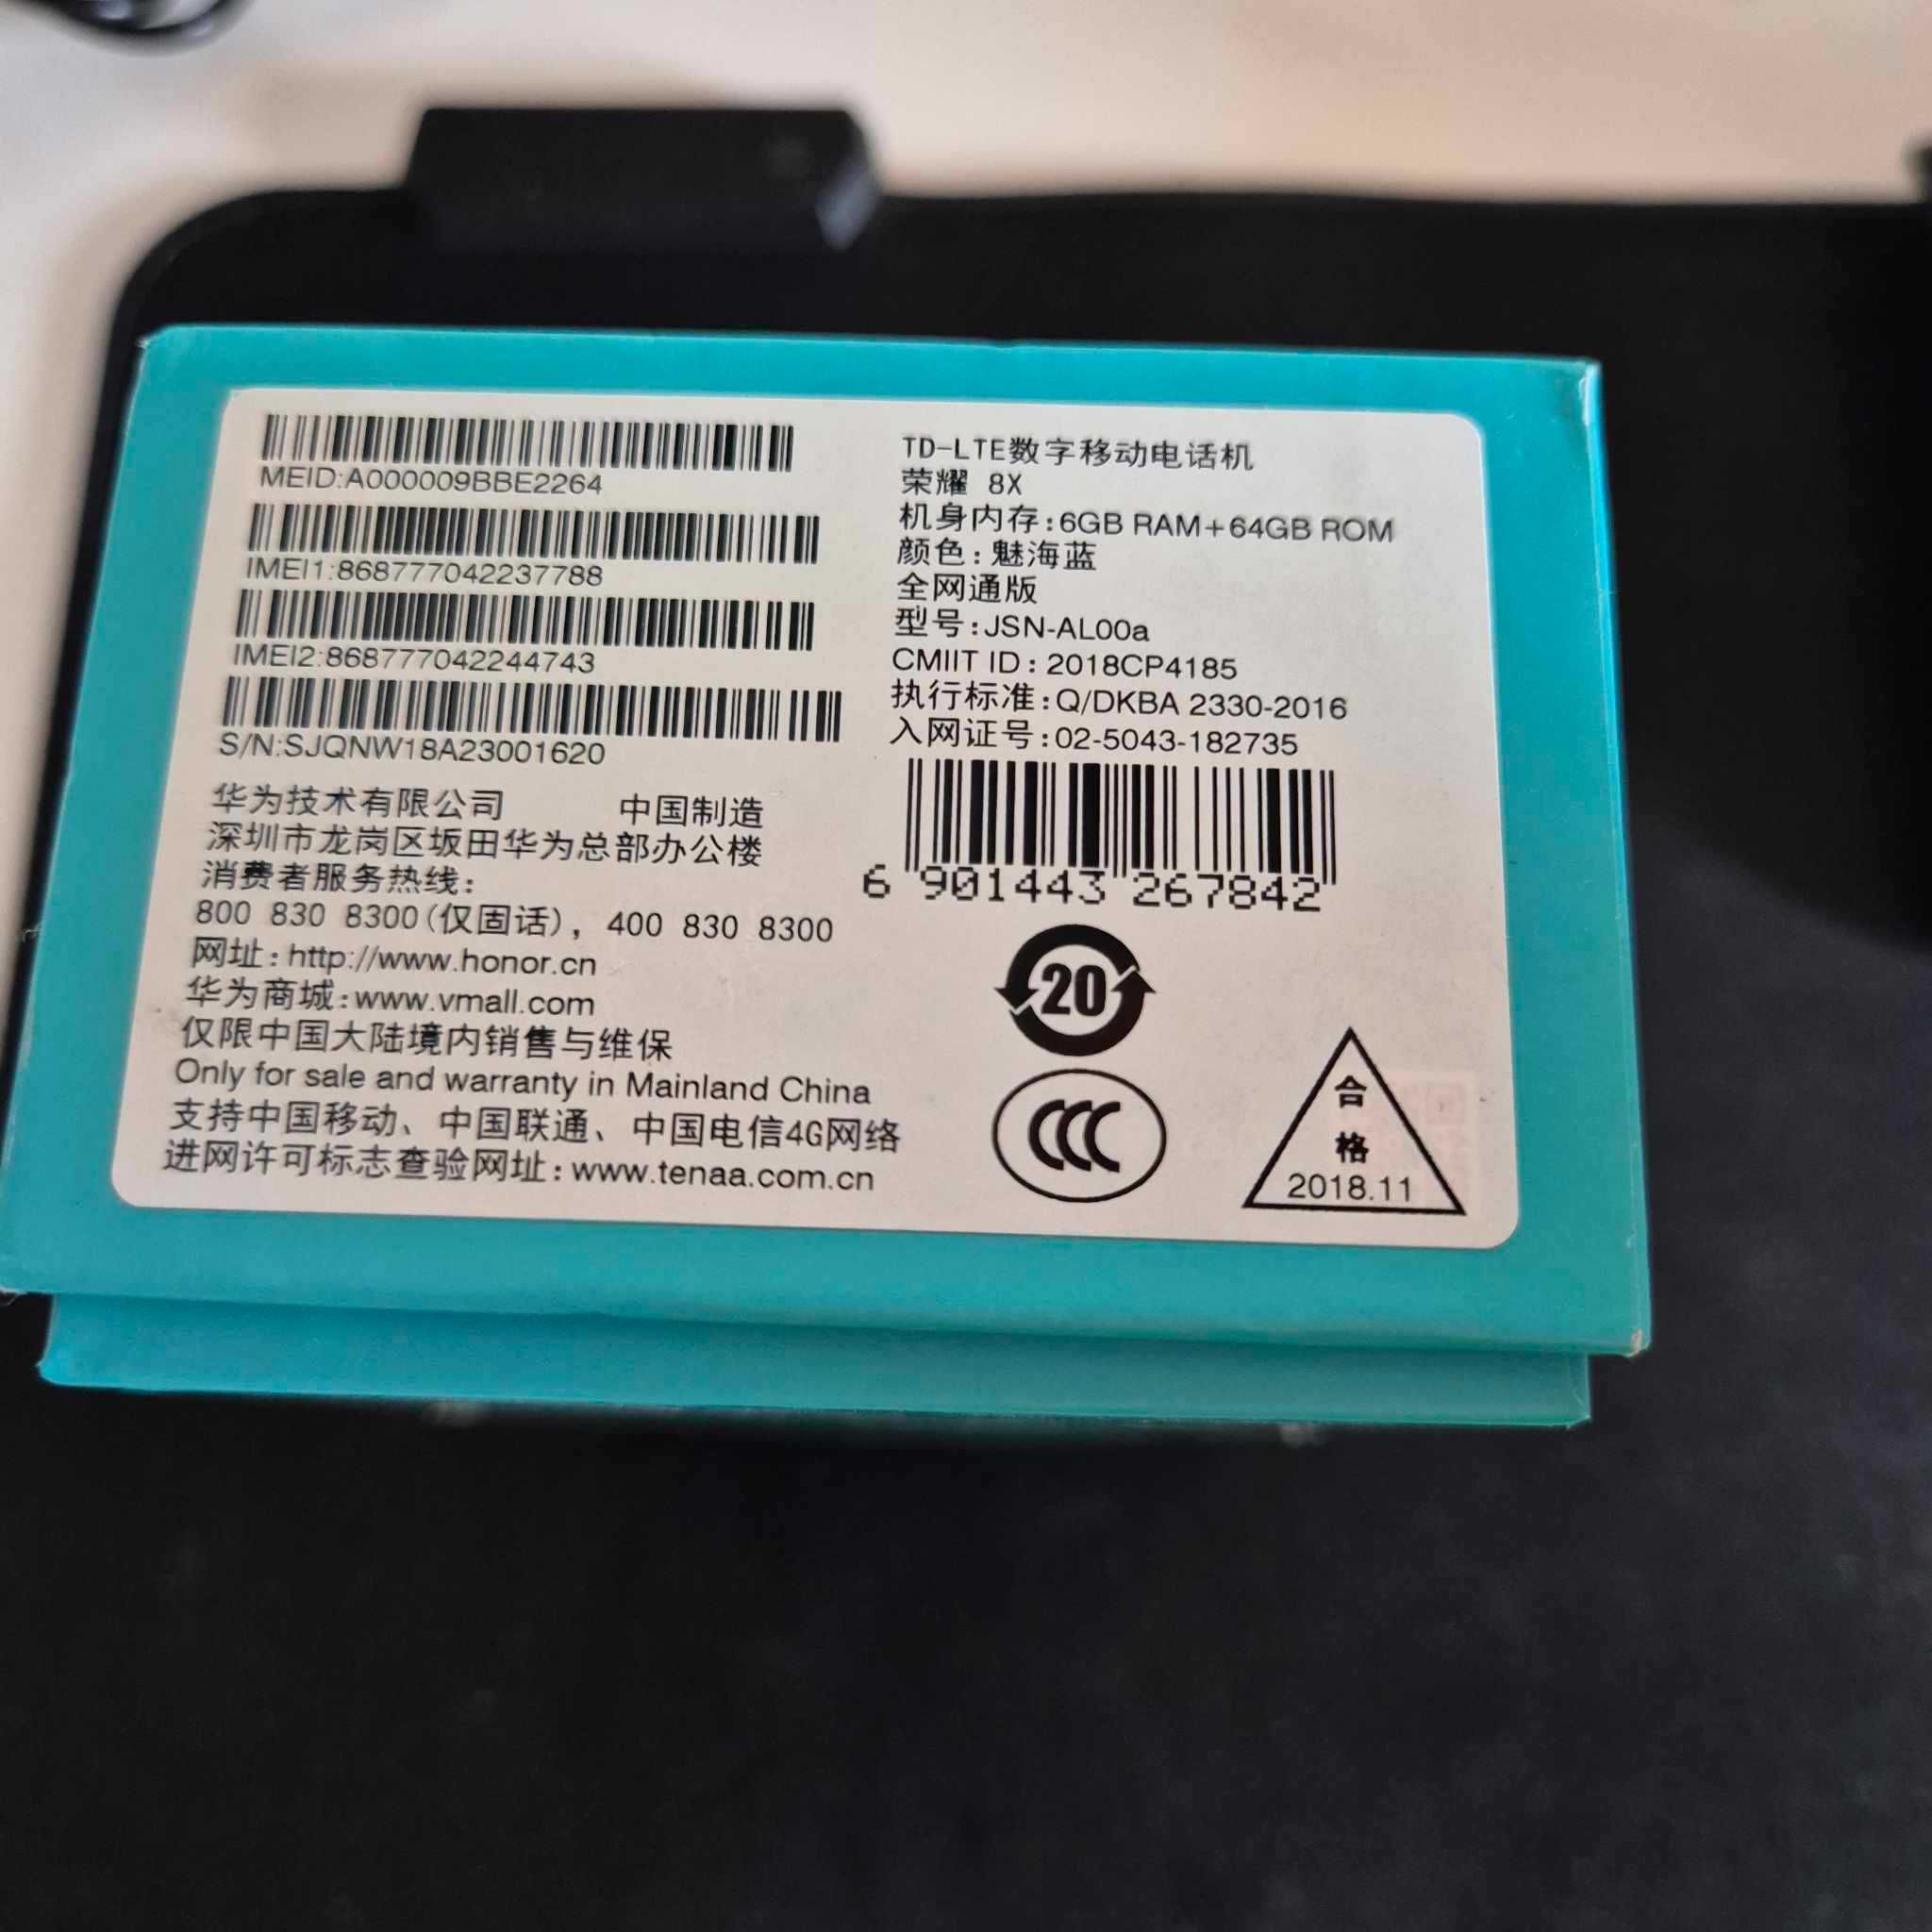 MEID:A000009BBE2264
IMEI1:868777042237788
IMEI2:868777042244743
S/N:SJQNW18A23001620
华为技术有限公司 中国制造
深圳市龙岗区坂田华为总部办公楼
消费者服务热线:
800 830 8300(仅固话), 400 830 8300
网址:http://www.honor.cn
华为商城:www.vmall.com
仅限中国大陆境内销售与维保
Only for sale and warranty in Mainland China
支持中国移动、中国联通、中国电信4G网络
进网许可标志查验网址:www.tenaa.com.cn
TD-LTE数字移动电话机
荣耀 8X
机身内存:6GB RAM+64GB ROM
颜色:魅海蓝
全网通版
型号:JSN-AL00a
CMIIT ID:2018CP4185
执行标准:Q/DKBA 2330-2016
入网证号:02-5043-182735
6 901443 267842
20
CCC
合
格
2018.11